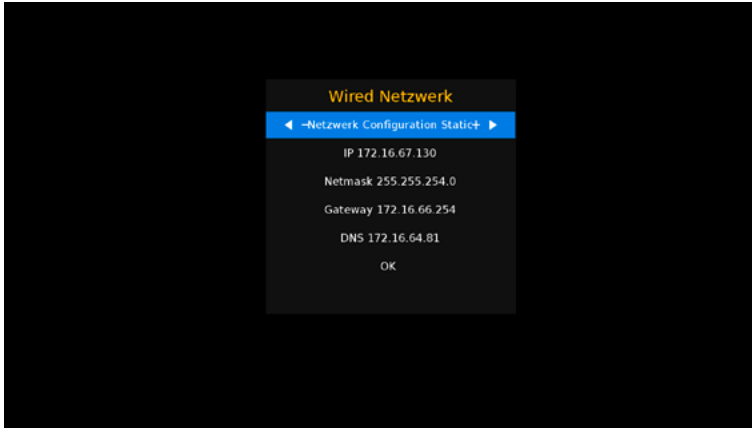 Wired Netzwerk
◀ −Netzwerk Configuration Static+ ▶
IP 172.16.67.130
Netmask 255.255.254.0
Gateway 172.16.66.254
DNS 172.16.64.81
OK